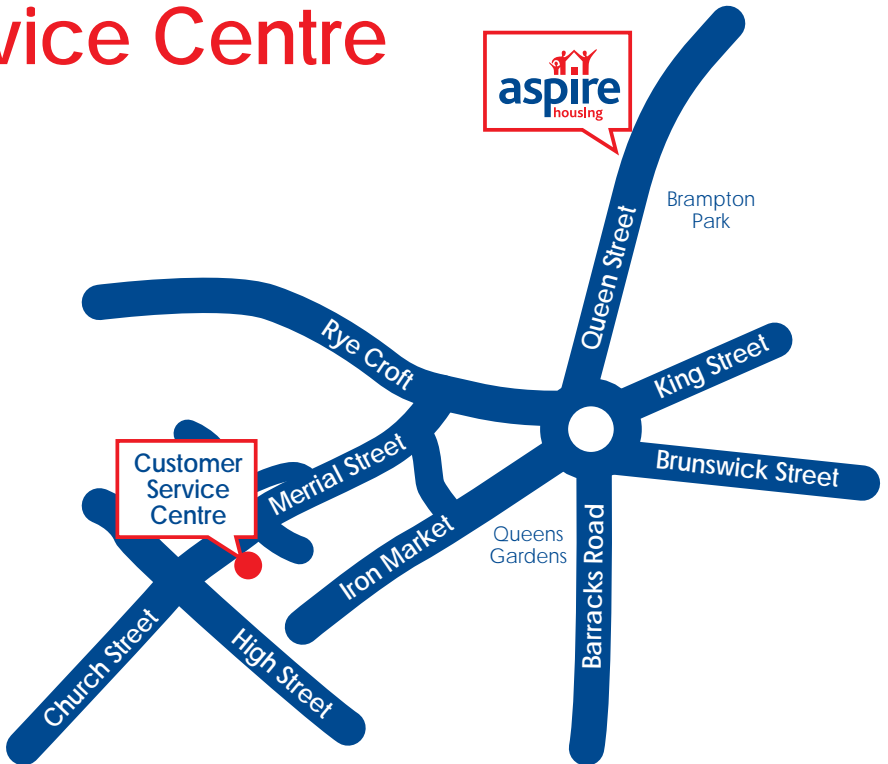 vice Centre
aspire
housing
Brampton
Park
Queen Street
Rye Croft
King Street
Customer
Service
Centre
Merrial Street
Brunswick Street
Iron Market
Queens
Gardens
Barracks Road
Church Street
High Street